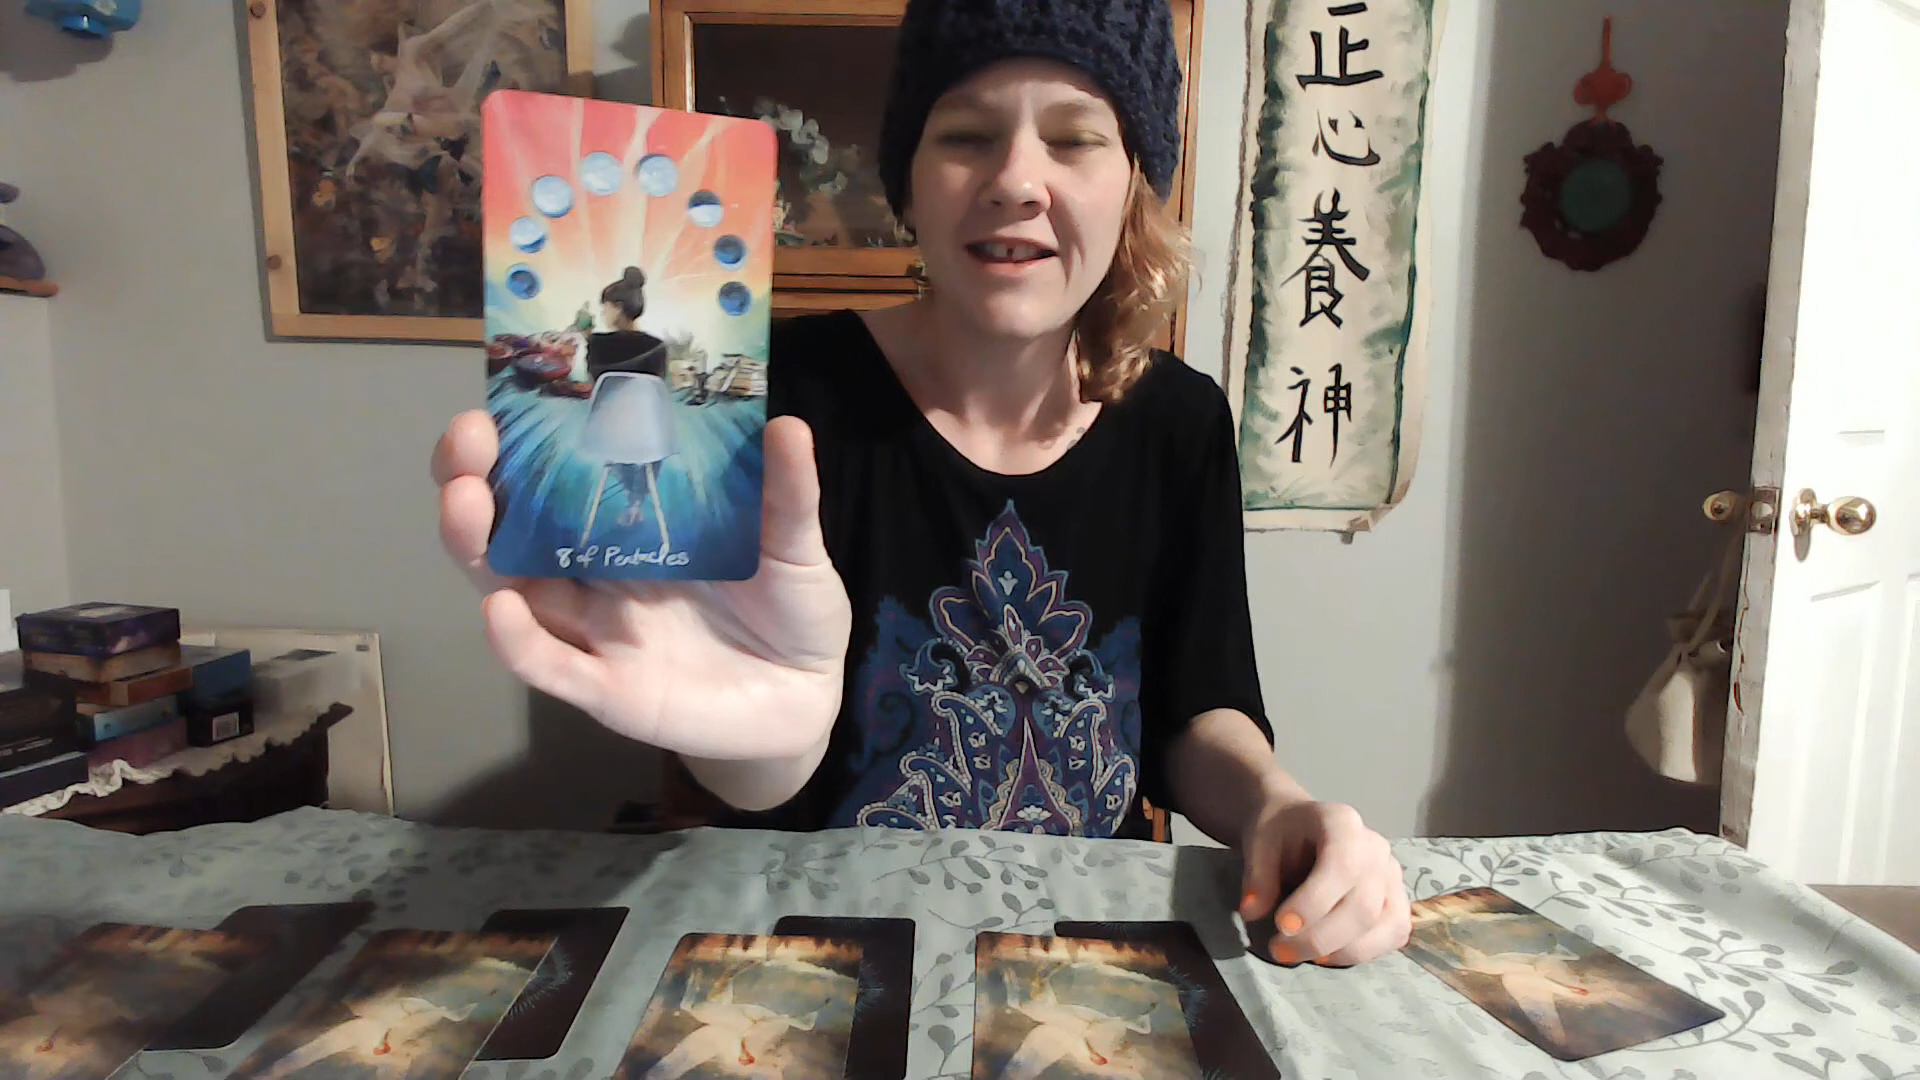 8 of Pentacles
正
心
養
神